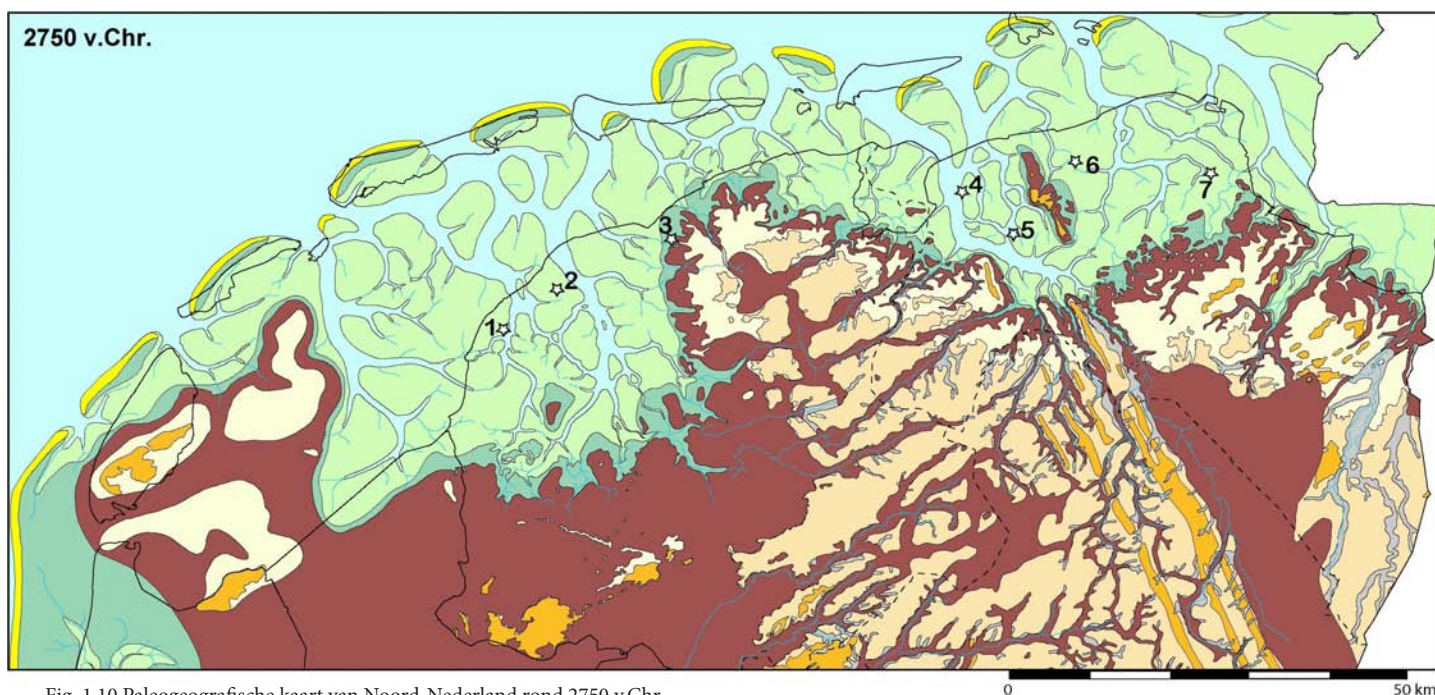 2750 v.Chr.
6
4
7
3
5
2
1
0 50 km
Fig. 1.10 Paleogeografische kaart van Noord-Nederland rond 2750 v.Chr.